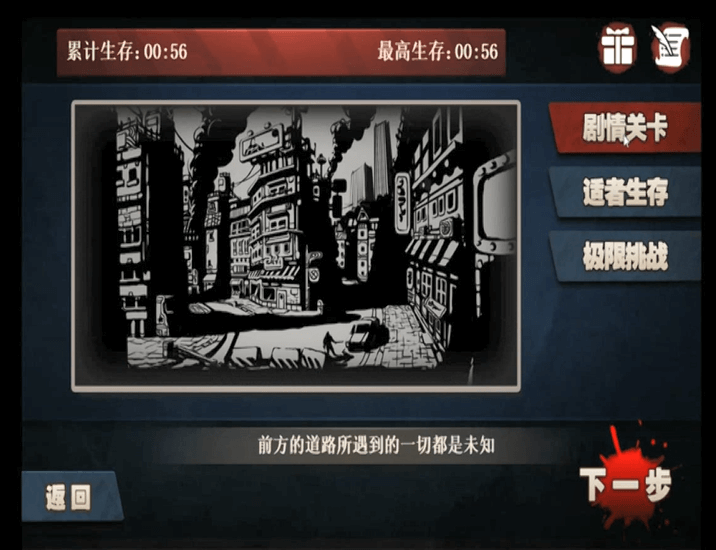 累计生存:00:56 最高生存:00:56
剧情关卡
适者生存
极限挑战
前方的道路所遇到的一切都是未知
返回
下一步